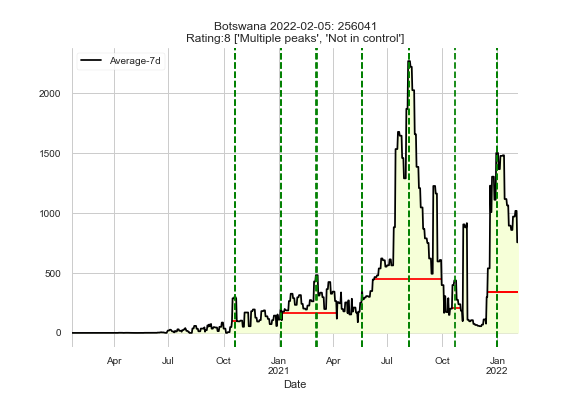 Botswana 2022-02-05: 256041
Rating:8 ['Multiple peaks', 'Not in control']
Average-7d
2000
1500
1000
500
0
Apr Jul Oct Jan Apr Jul Oct Jan
2021 2022
Date